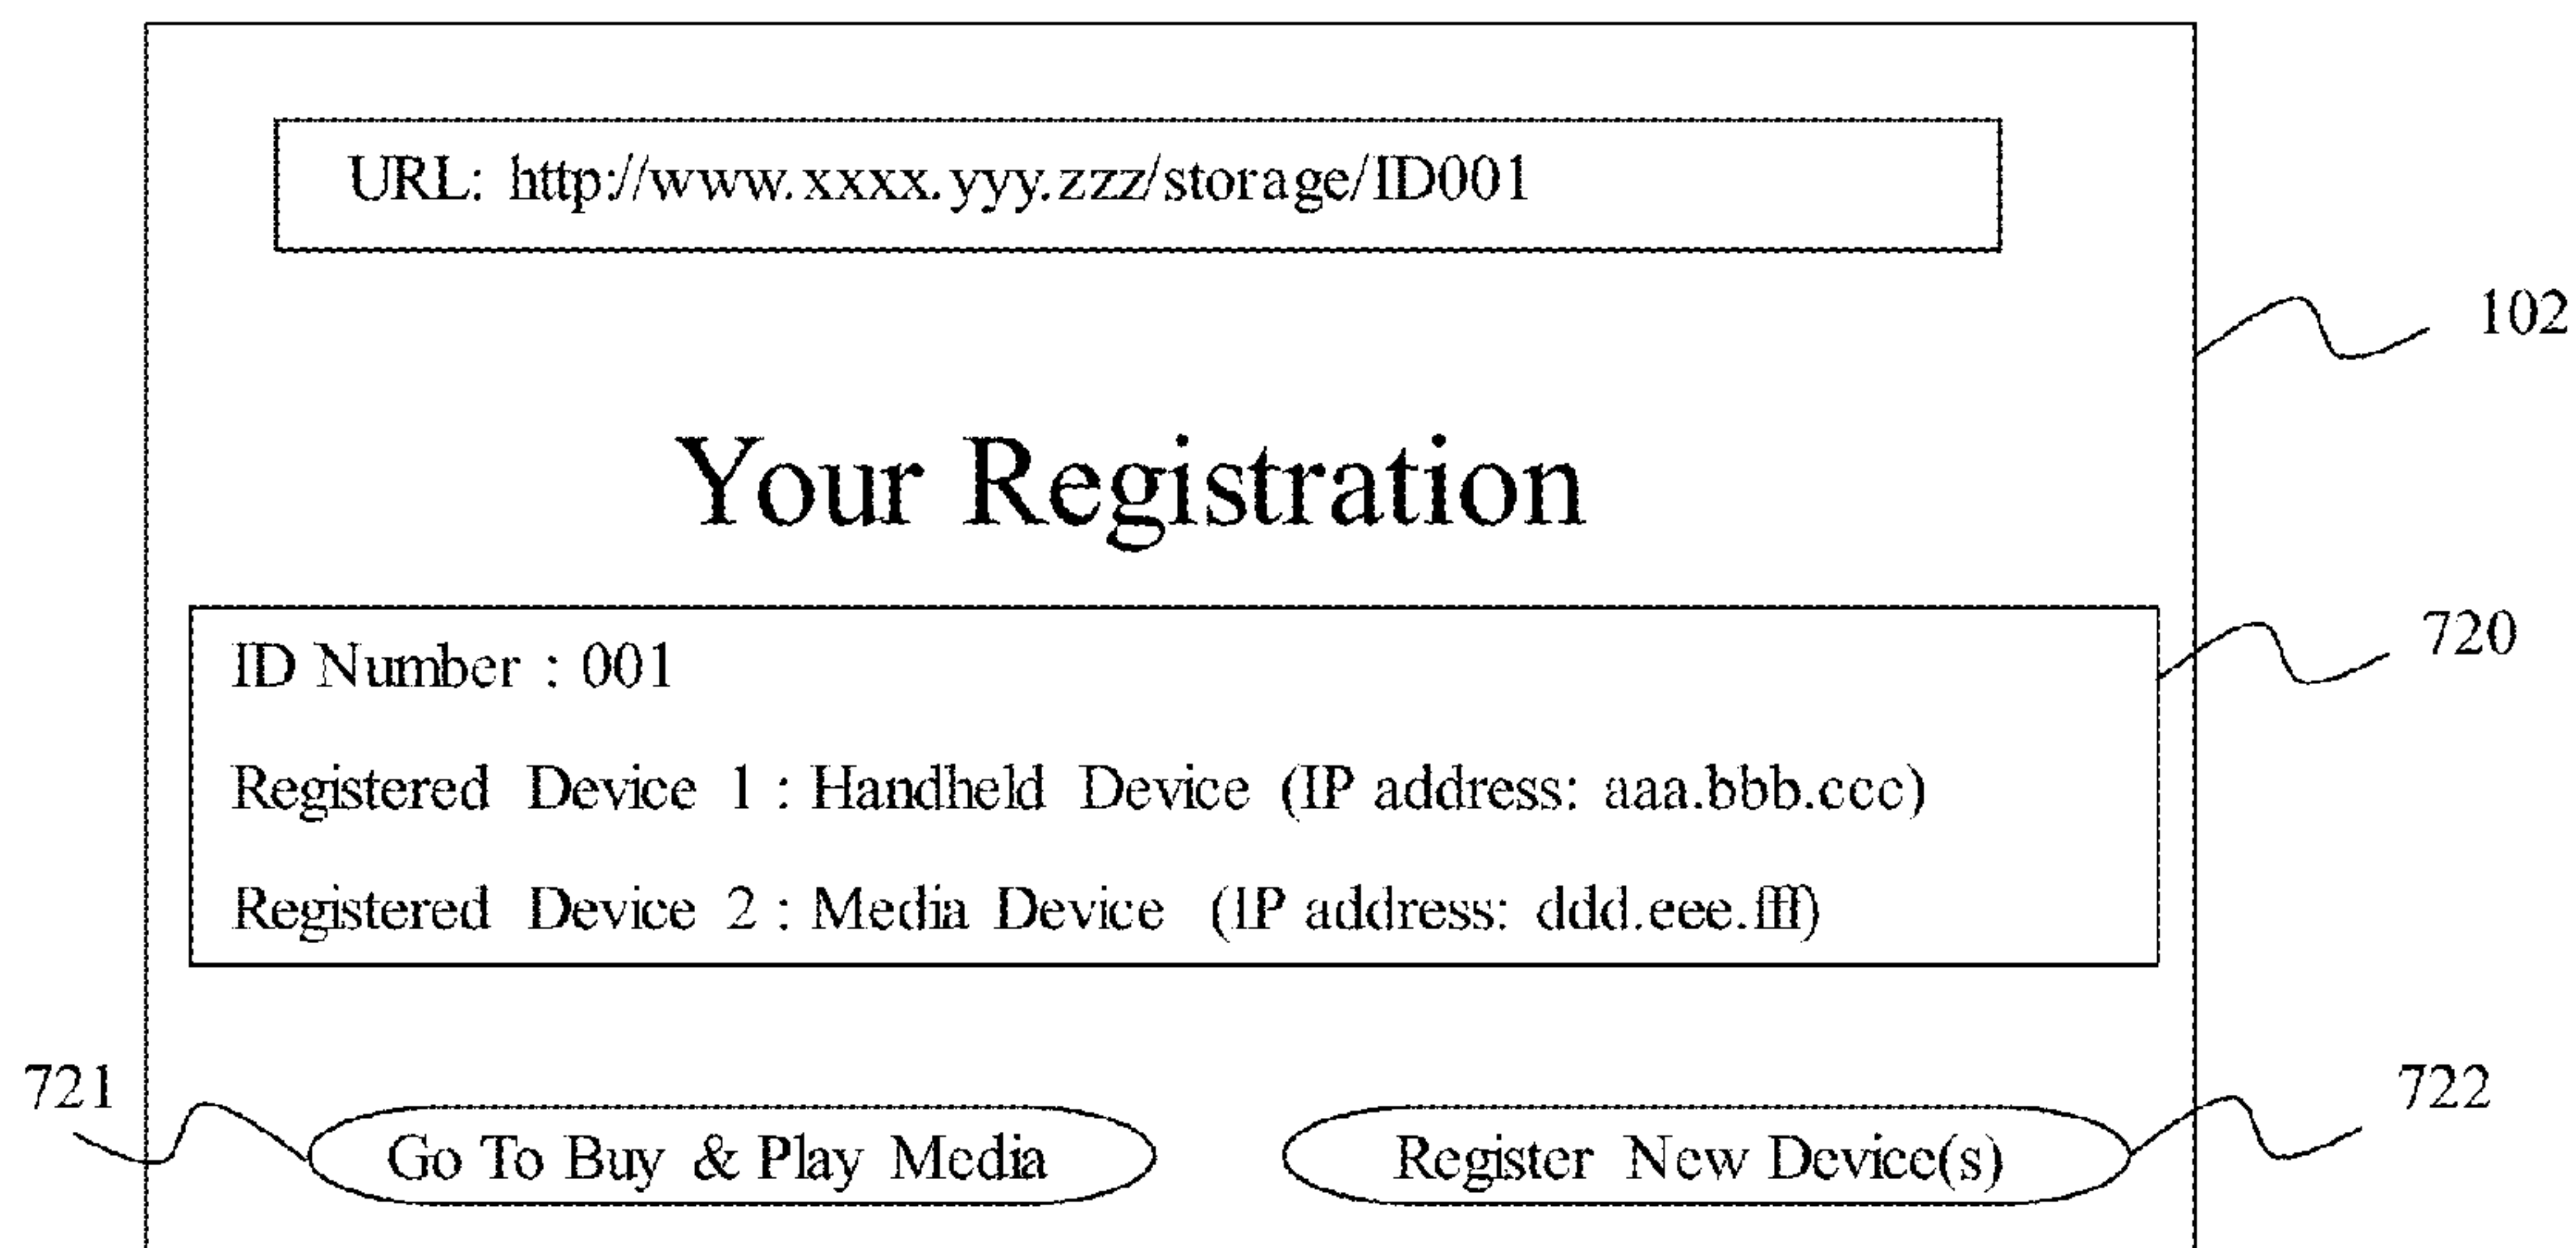 URL: http://www.xxxx.yyy.zzz/storage/ID001
102
Your Registration
720
ID Number : 001
Registered Device 1 : Handheld Device (IP address: aaa.bbb.ccc)
Registered Device 2 : Media Device (IP address: ddd.eee.fff)
721
722
Go To Buy & Play Media
Register New Device(s)